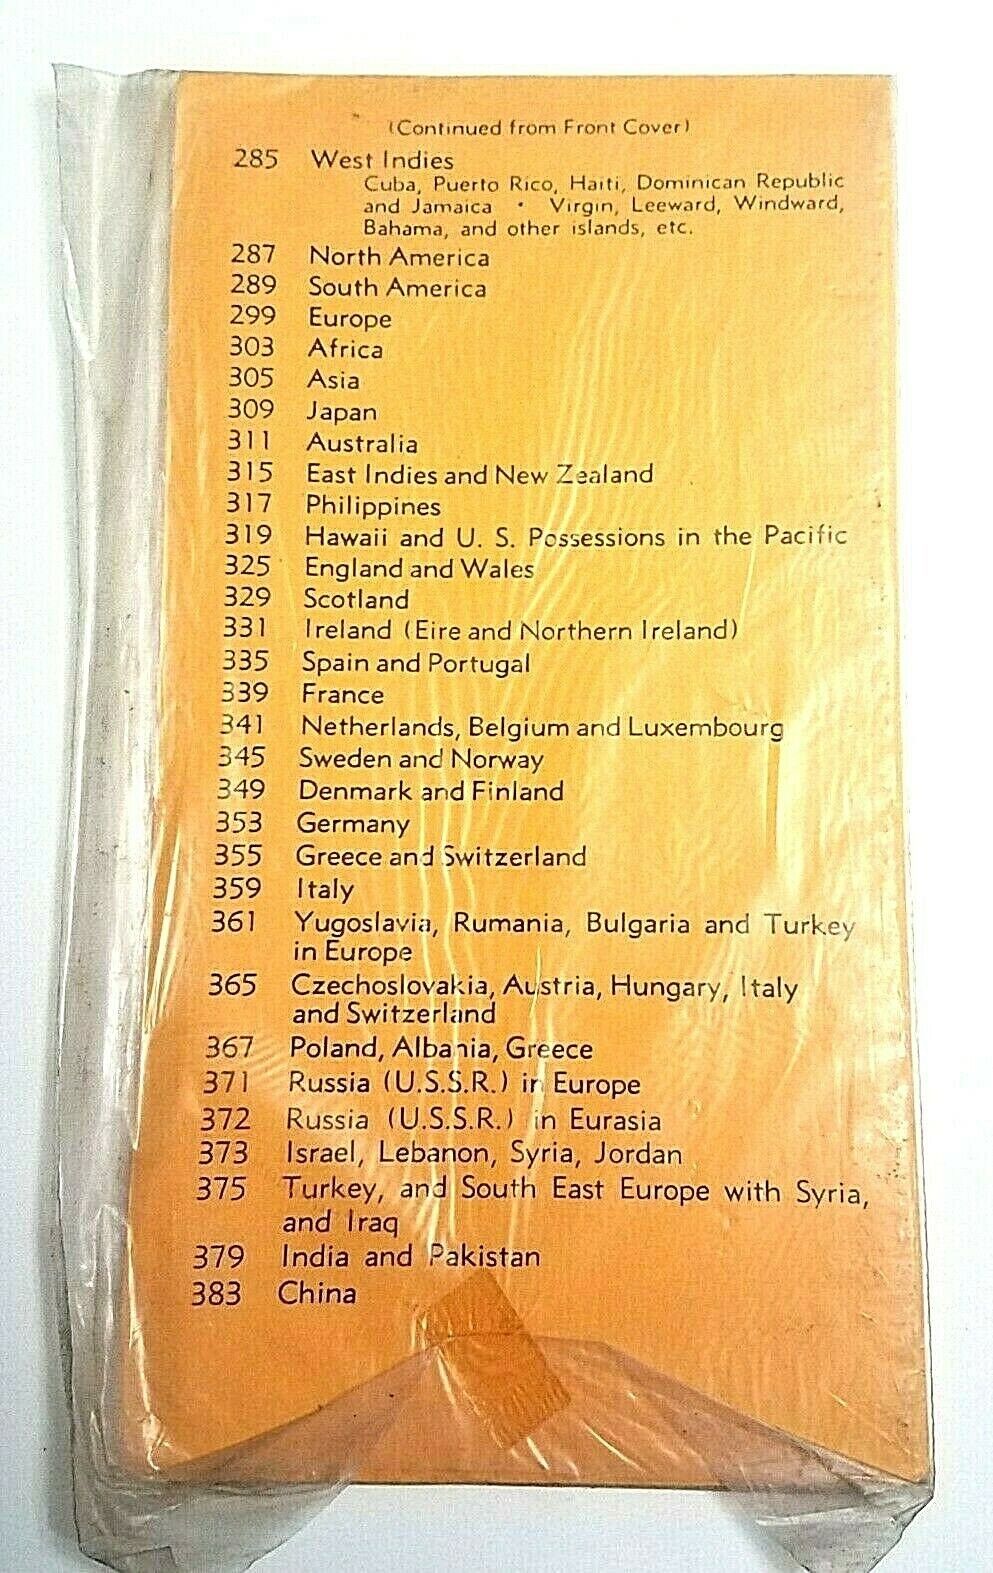 (Continued from Front Cover)
285 West Indies
Cuba, Puerto Rico, Haiti, Dominican Republic
and Jamaica • Virgin, Leeward, Windward,
Bahama, and other islands, etc.
287 North America
289 South America
299 Europe
303 Africa
305 Asia
309 Japan
311 Australia
315 East Indies and New Zealand
317 Philippines
319 Hawaii and U. S. Possessions in the Pacific
325 England and Wales
329 Scotland
331 Ireland (Eire and Northern Ireland)
335 Spain and Portugal
339 France
341 Netherlands, Belgium and Luxembourg
345 Sweden and Norway
349 Denmark and Finland
353 Germany
355 Greece and Switzerland
359 Italy
361 Yugoslavia, Rumania, Bulgaria and Turkey
in Europe
365 Czechoslovakia, Austria, Hungary, Italy
and Switzerland
367 Poland, Albania, Greece
371 Russia (U.S.S.R.) in Europe
372 Russia (U.S.S.R.) in Eurasia
373 Israel, Lebanon, Syria, Jordan
375 Turkey, and South East Europe with Syria,
and Iraq
379 India and Pakistan
383 China